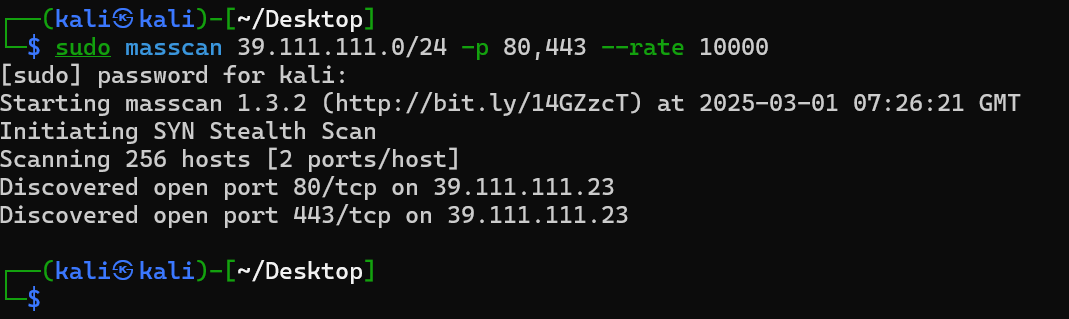 ┌──(kali㉿kali)-[~/Desktop]
└─$ sudo masscan 39.111.111.0/24 -p 80,443 --rate 10000
[sudo] password for kali:
Starting masscan 1.3.2 (http://bit.ly/14GZzcT) at 2025-03-01 07:26:21 GMT
Initiating SYN Stealth Scan
Scanning 256 hosts [2 ports/host]
Discovered open port 80/tcp on 39.111.111.23
Discovered open port 443/tcp on 39.111.111.23
┌──(kali㉿kali)-[~/Desktop]
└─$